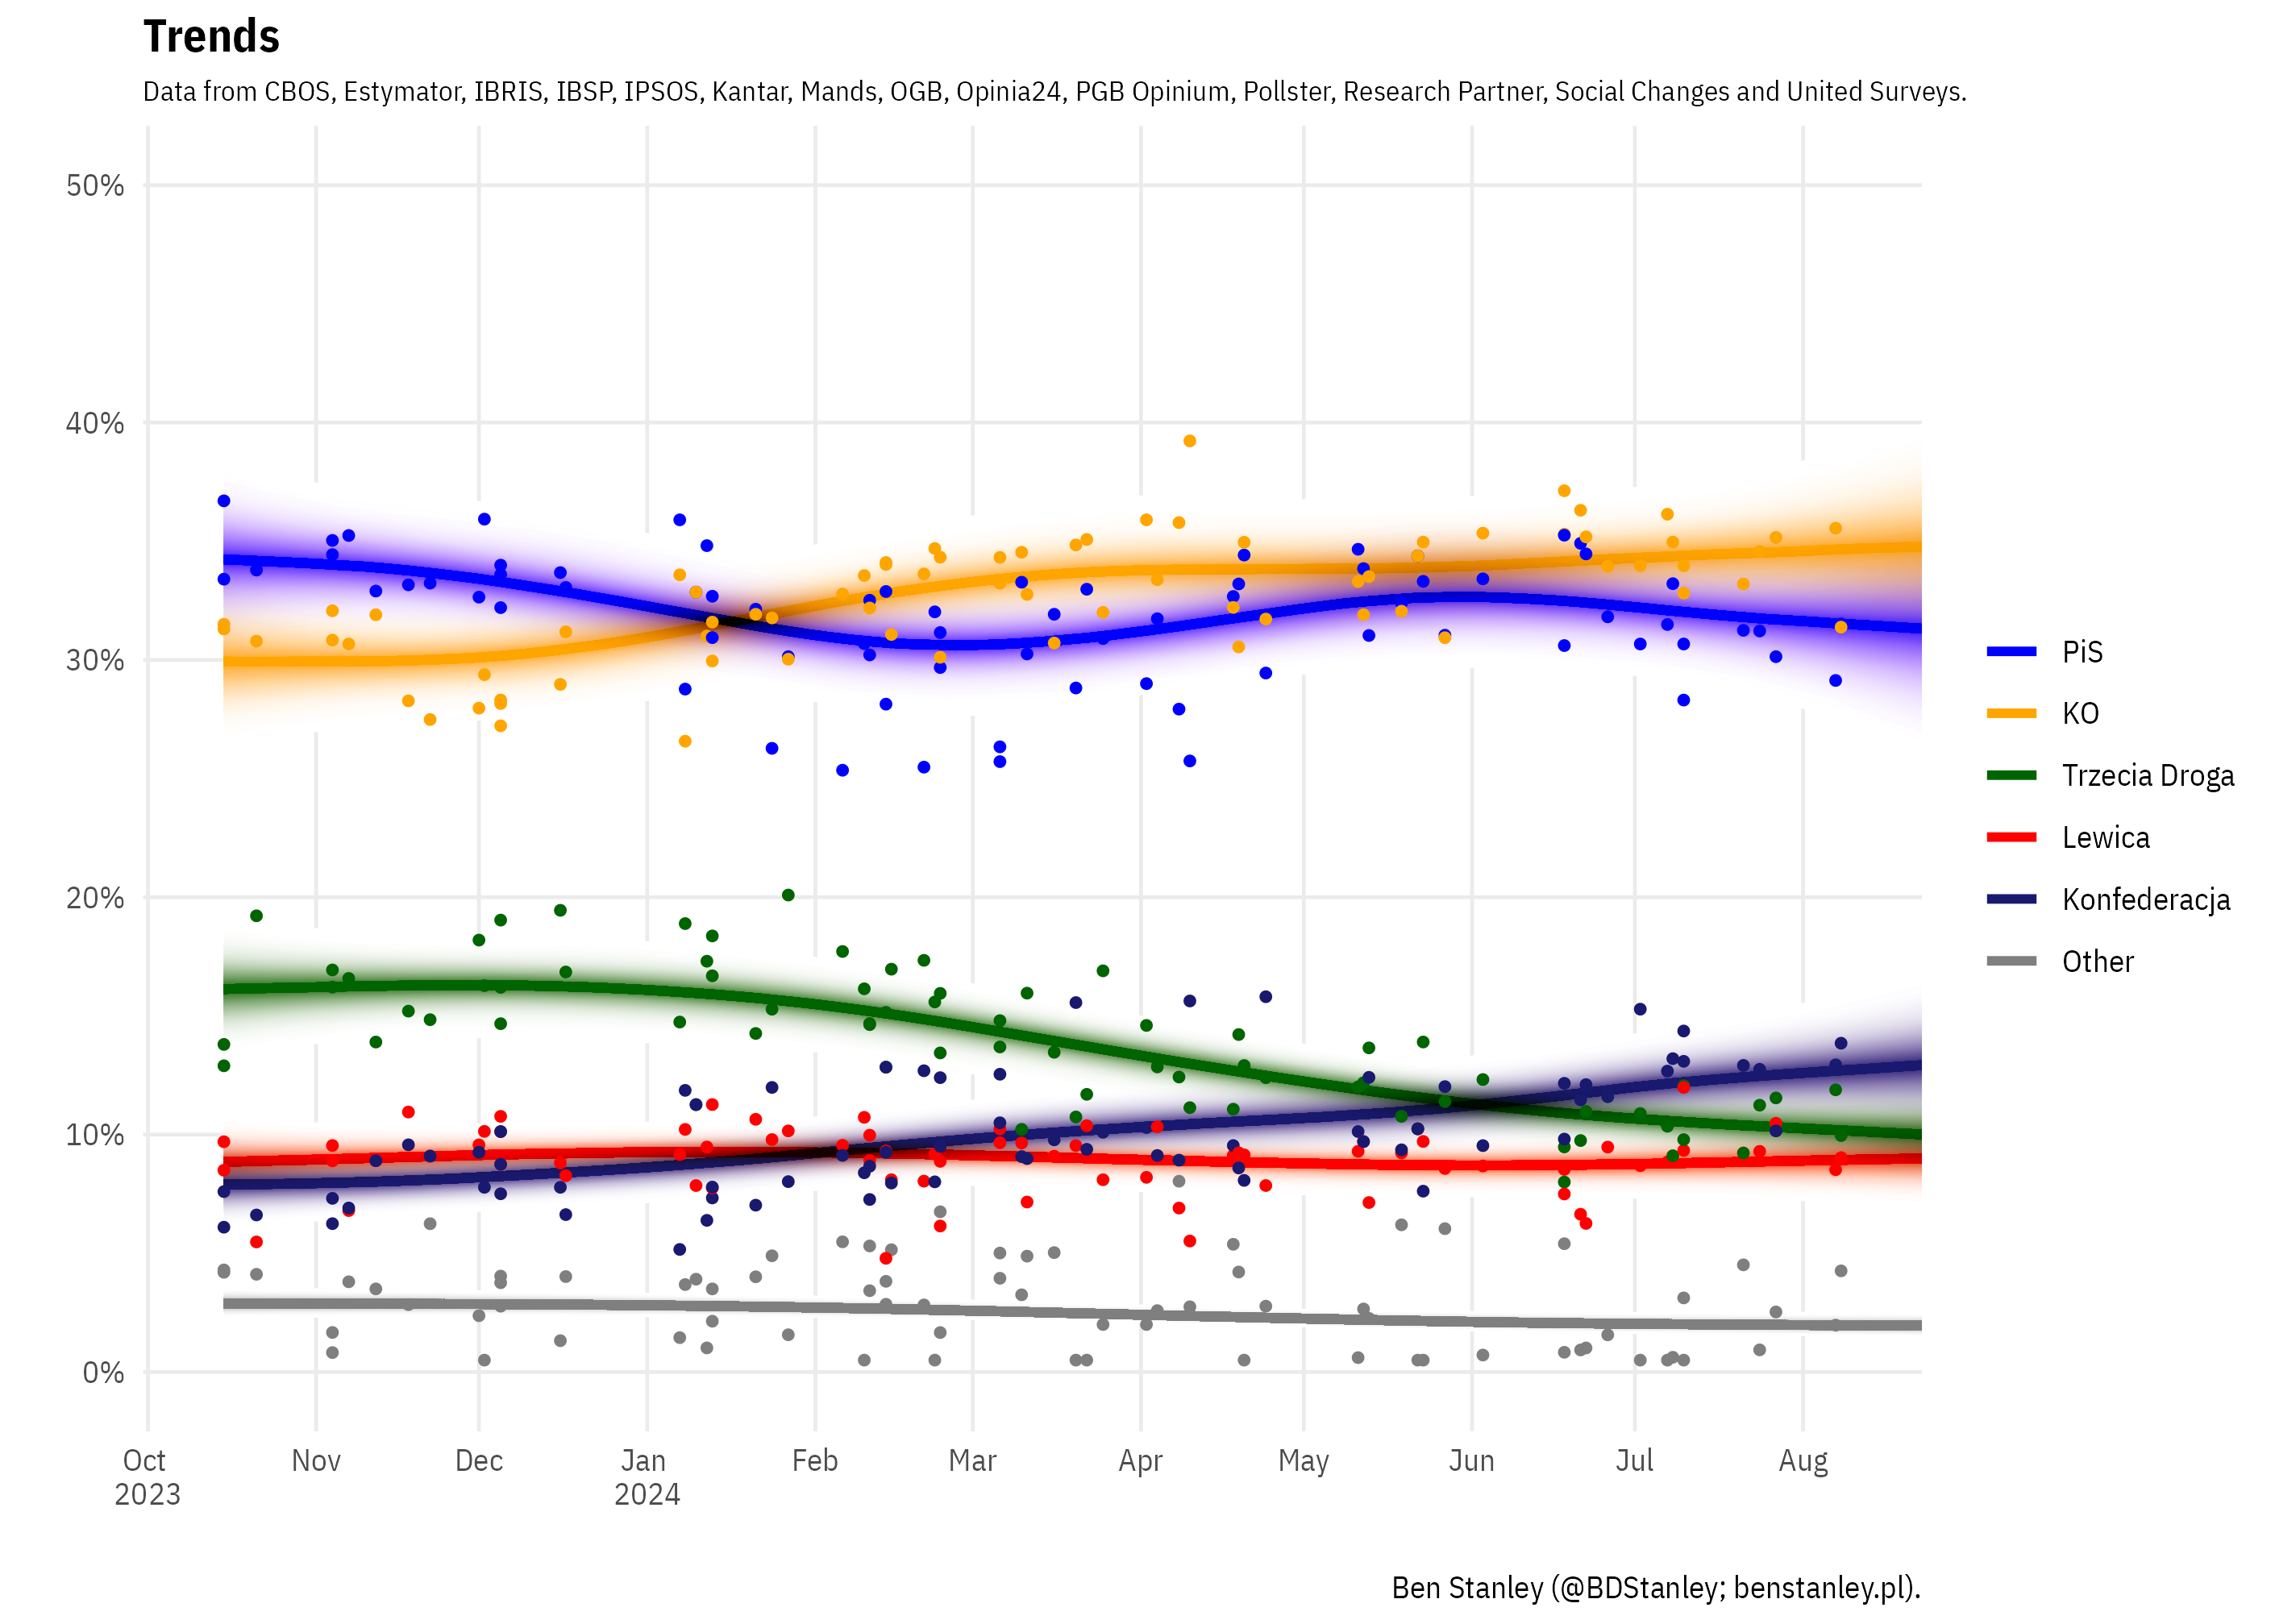 Trends
Data from CBOS, Estymator, IBRIS, IBSP, IPSOS, Kantar, Mands, OGB, Opinia24, PGB Opinium, Pollster, Research Partner, Social Changes and United Surveys.
50%
40%
30%
20%
10%
0%
Oct
2023
Nov
Dec
Jan
2024
Feb
Mar
Apr
May
Jun
Jul
Aug
PiS
KO
Trzecia Droga
Lewica
Konfederacja
Other
Ben Stanley (@BDStanley; benstanley.pl).